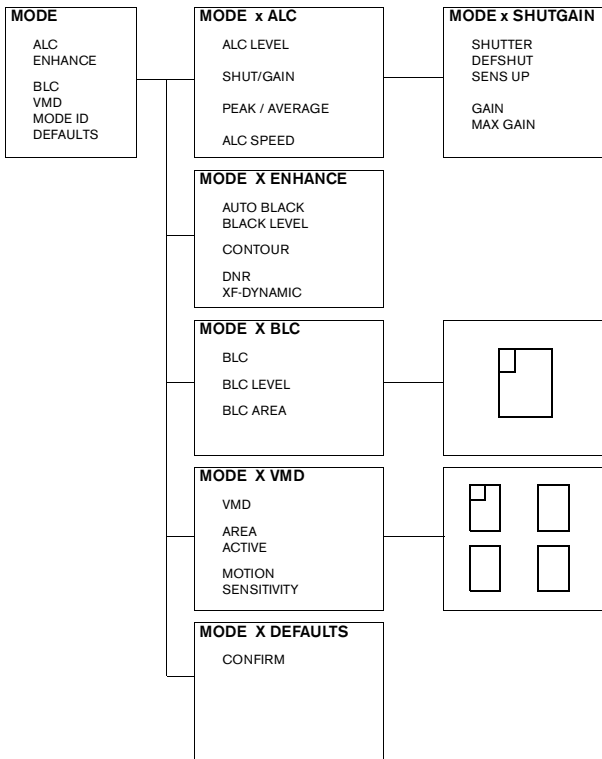 MODE
ALC
ENHANCE
BLC
VMD
MODE ID
DEFAULTS
MODE x ALC
ALC LEVEL
SHUT/GAIN
PEAK / AVERAGE
ALC SPEED
MODE x SHUTGAIN
SHUTTER
DEFSHUT
SENS UP
GAIN
MAX GAIN
MODE X ENHANCE
AUTO BLACK
BLACK LEVEL
CONTOUR
DNR
XF-DYNAMIC
MODE X BLC
BLC
BLC LEVEL
BLC AREA
MODE X VMD
VMD
AREA
ACTIVE
MOTION
SENSITIVITY
MODE X DEFAULTS
CONFIRM